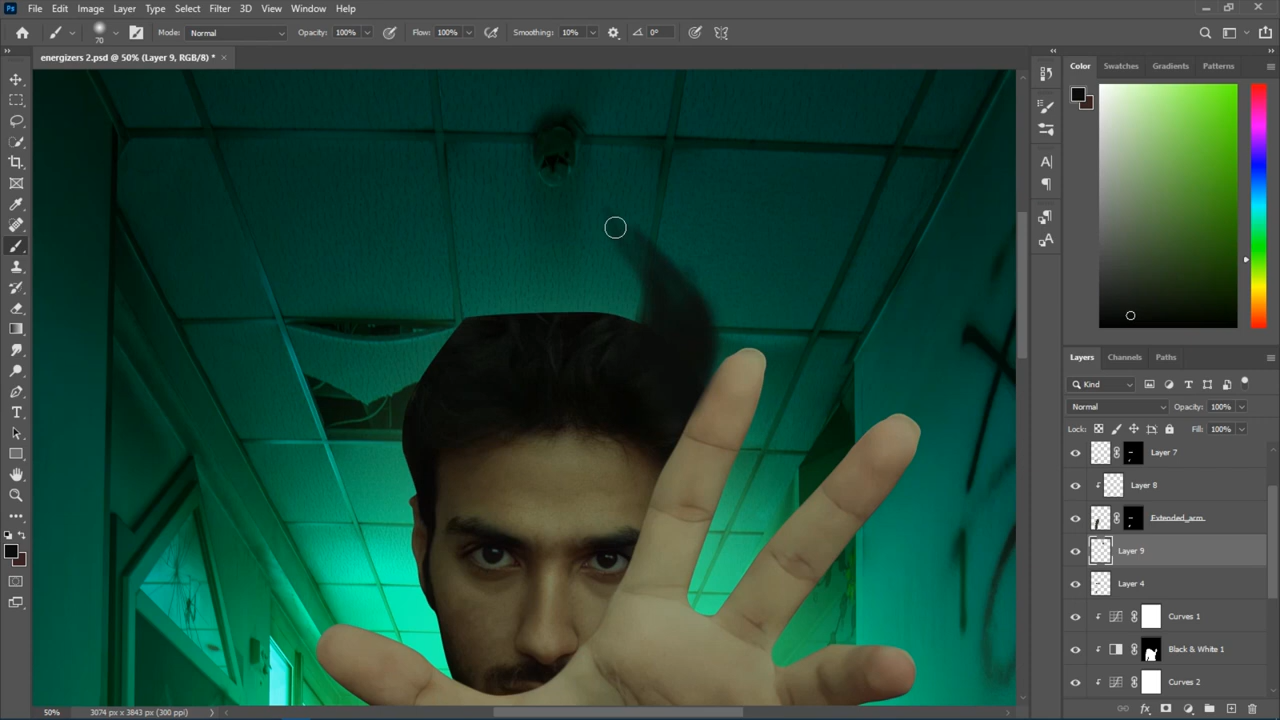 Ps File Edit Image Layer Type Select Filter 3D View Window Help
70 Mode: Normal Opacity: 100% Flow: 100% Smoothing: 10% 0°
energizers 2.psd @ 50% (Layer 9, RGB/8) * ×
Color Swatches Gradients Patterns
Layers Channels Paths
Kind
Normal Opacity: 100%
Lock: Fill: 100%
Layer 7
Layer 8
Extended_arm
Layer 9
Layer 4
Curves 1
Black & White 1
Curves 2
50% 3074 px x 3843 px (300 ppi)